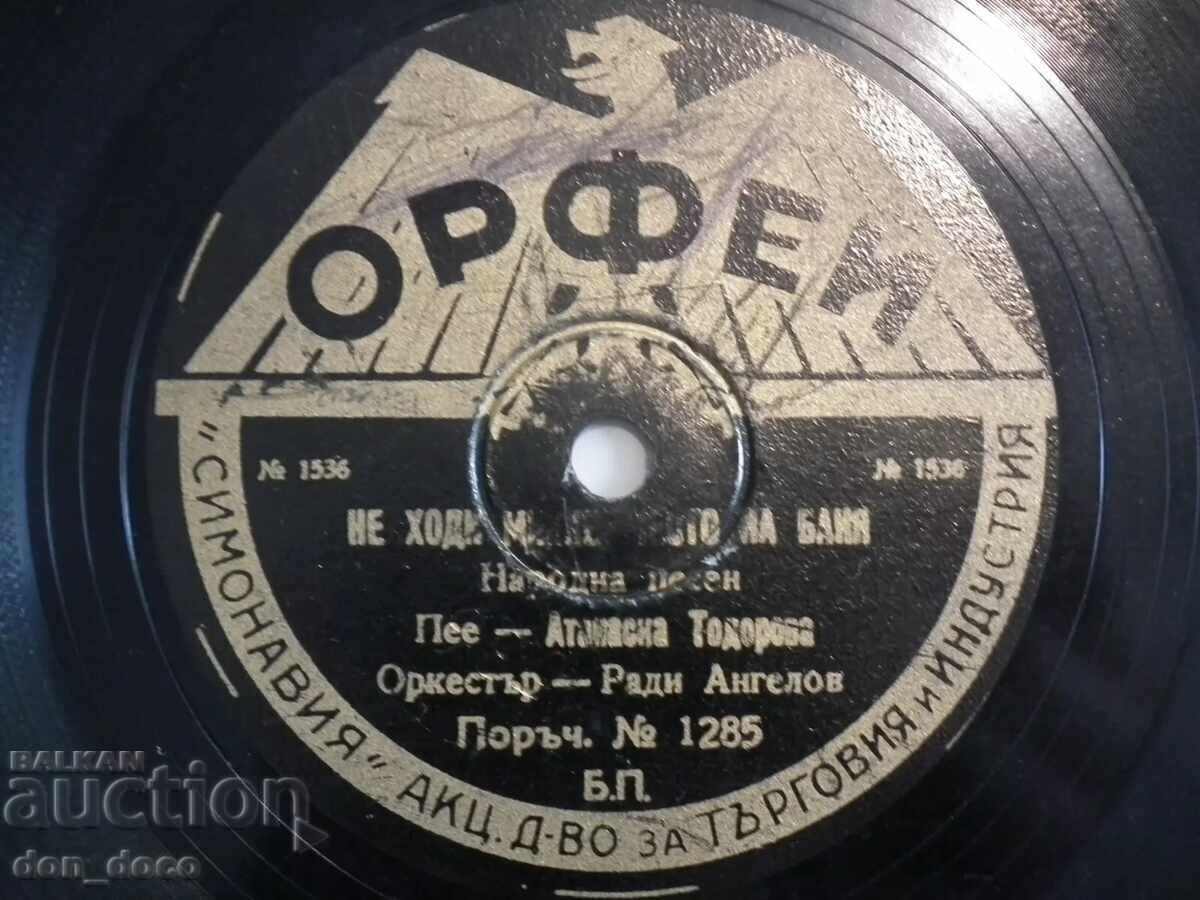 ОРФЕЙ
№ 1536
№ 1536
НЕ ХОДИ НА БАНЯ
Народна песен
Пее — Атанаска Тодорова
Оркестър — Ради Ангелов
Поръч. № 1285
Б.П.
„СИМОНАВИЯ" АКЦ. Д-ВО ЗА ТЪРГОВИЯ и ИНДУСТРИЯ
BALKAN
auction
don_doco